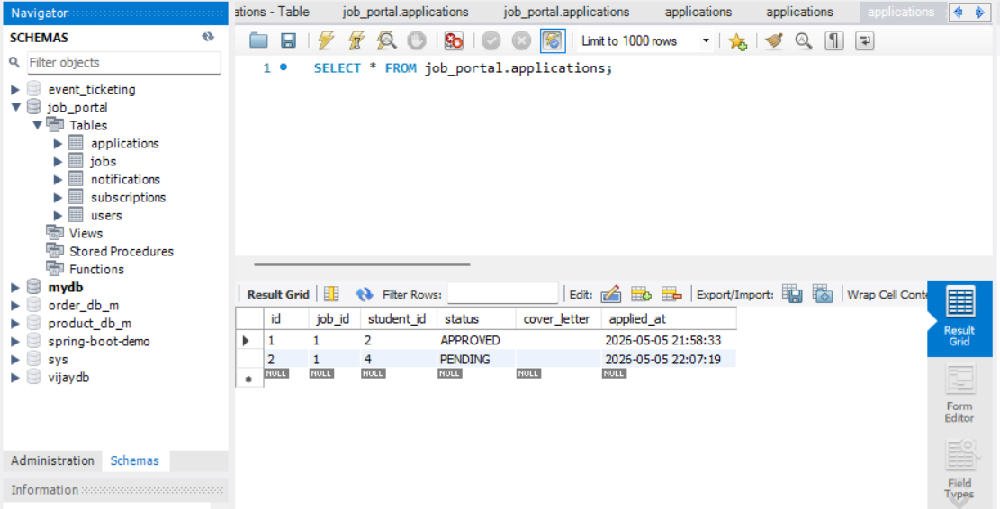 Navigator
SCHEMAS
Filter objects
event_ticketing
job_portal
Tables
applications
jobs
notifications
subscriptions
users
Views
Stored Procedures
Functions
mydb
order_db_m
product_db_m
spring-boot-demo
sys
vijaydb
Administration Schemas
Information
ations - Table job_portal.applications job_portal.applications applications applications applications
Limit to 1000 rows
1 SELECT * FROM job_portal.applications;
Result Grid Filter Rows: Edit: Export/Import: Wrap Cell Conte
id job_id student_id status cover_letter applied_at
1 1 2 APPROVED 2026-05-05 21:58:33
2 1 4 PENDING 2026-05-05 22:07:19
NULL NULL NULL NULL NULL NULL
Result
Grid
Form
Editor
Field
Types